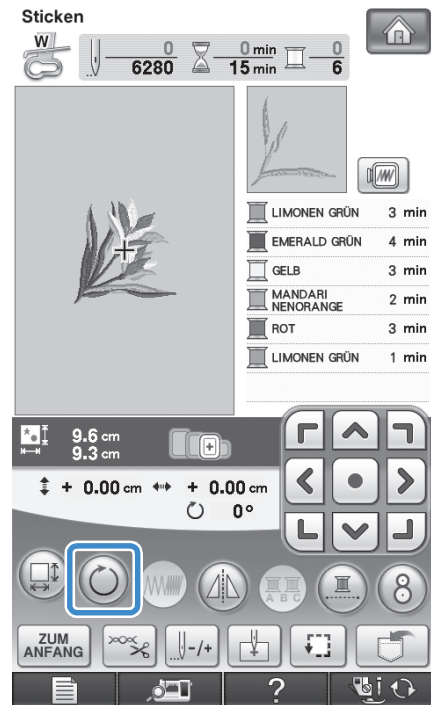 Sticken
W
0 0 min 0
6280 15 min 6
LIMONEN GRÜN 3 min
EMERALD GRÜN 4 min
GELB 3 min
MANDARI
NENORANGE 2 min
ROT 3 min
LIMONEN GRÜN 1 min
9.6 cm
9.3 cm
+ 0.00 cm + 0.00 cm
0°
A B C 8
ZUM
ANFANG -/+
?